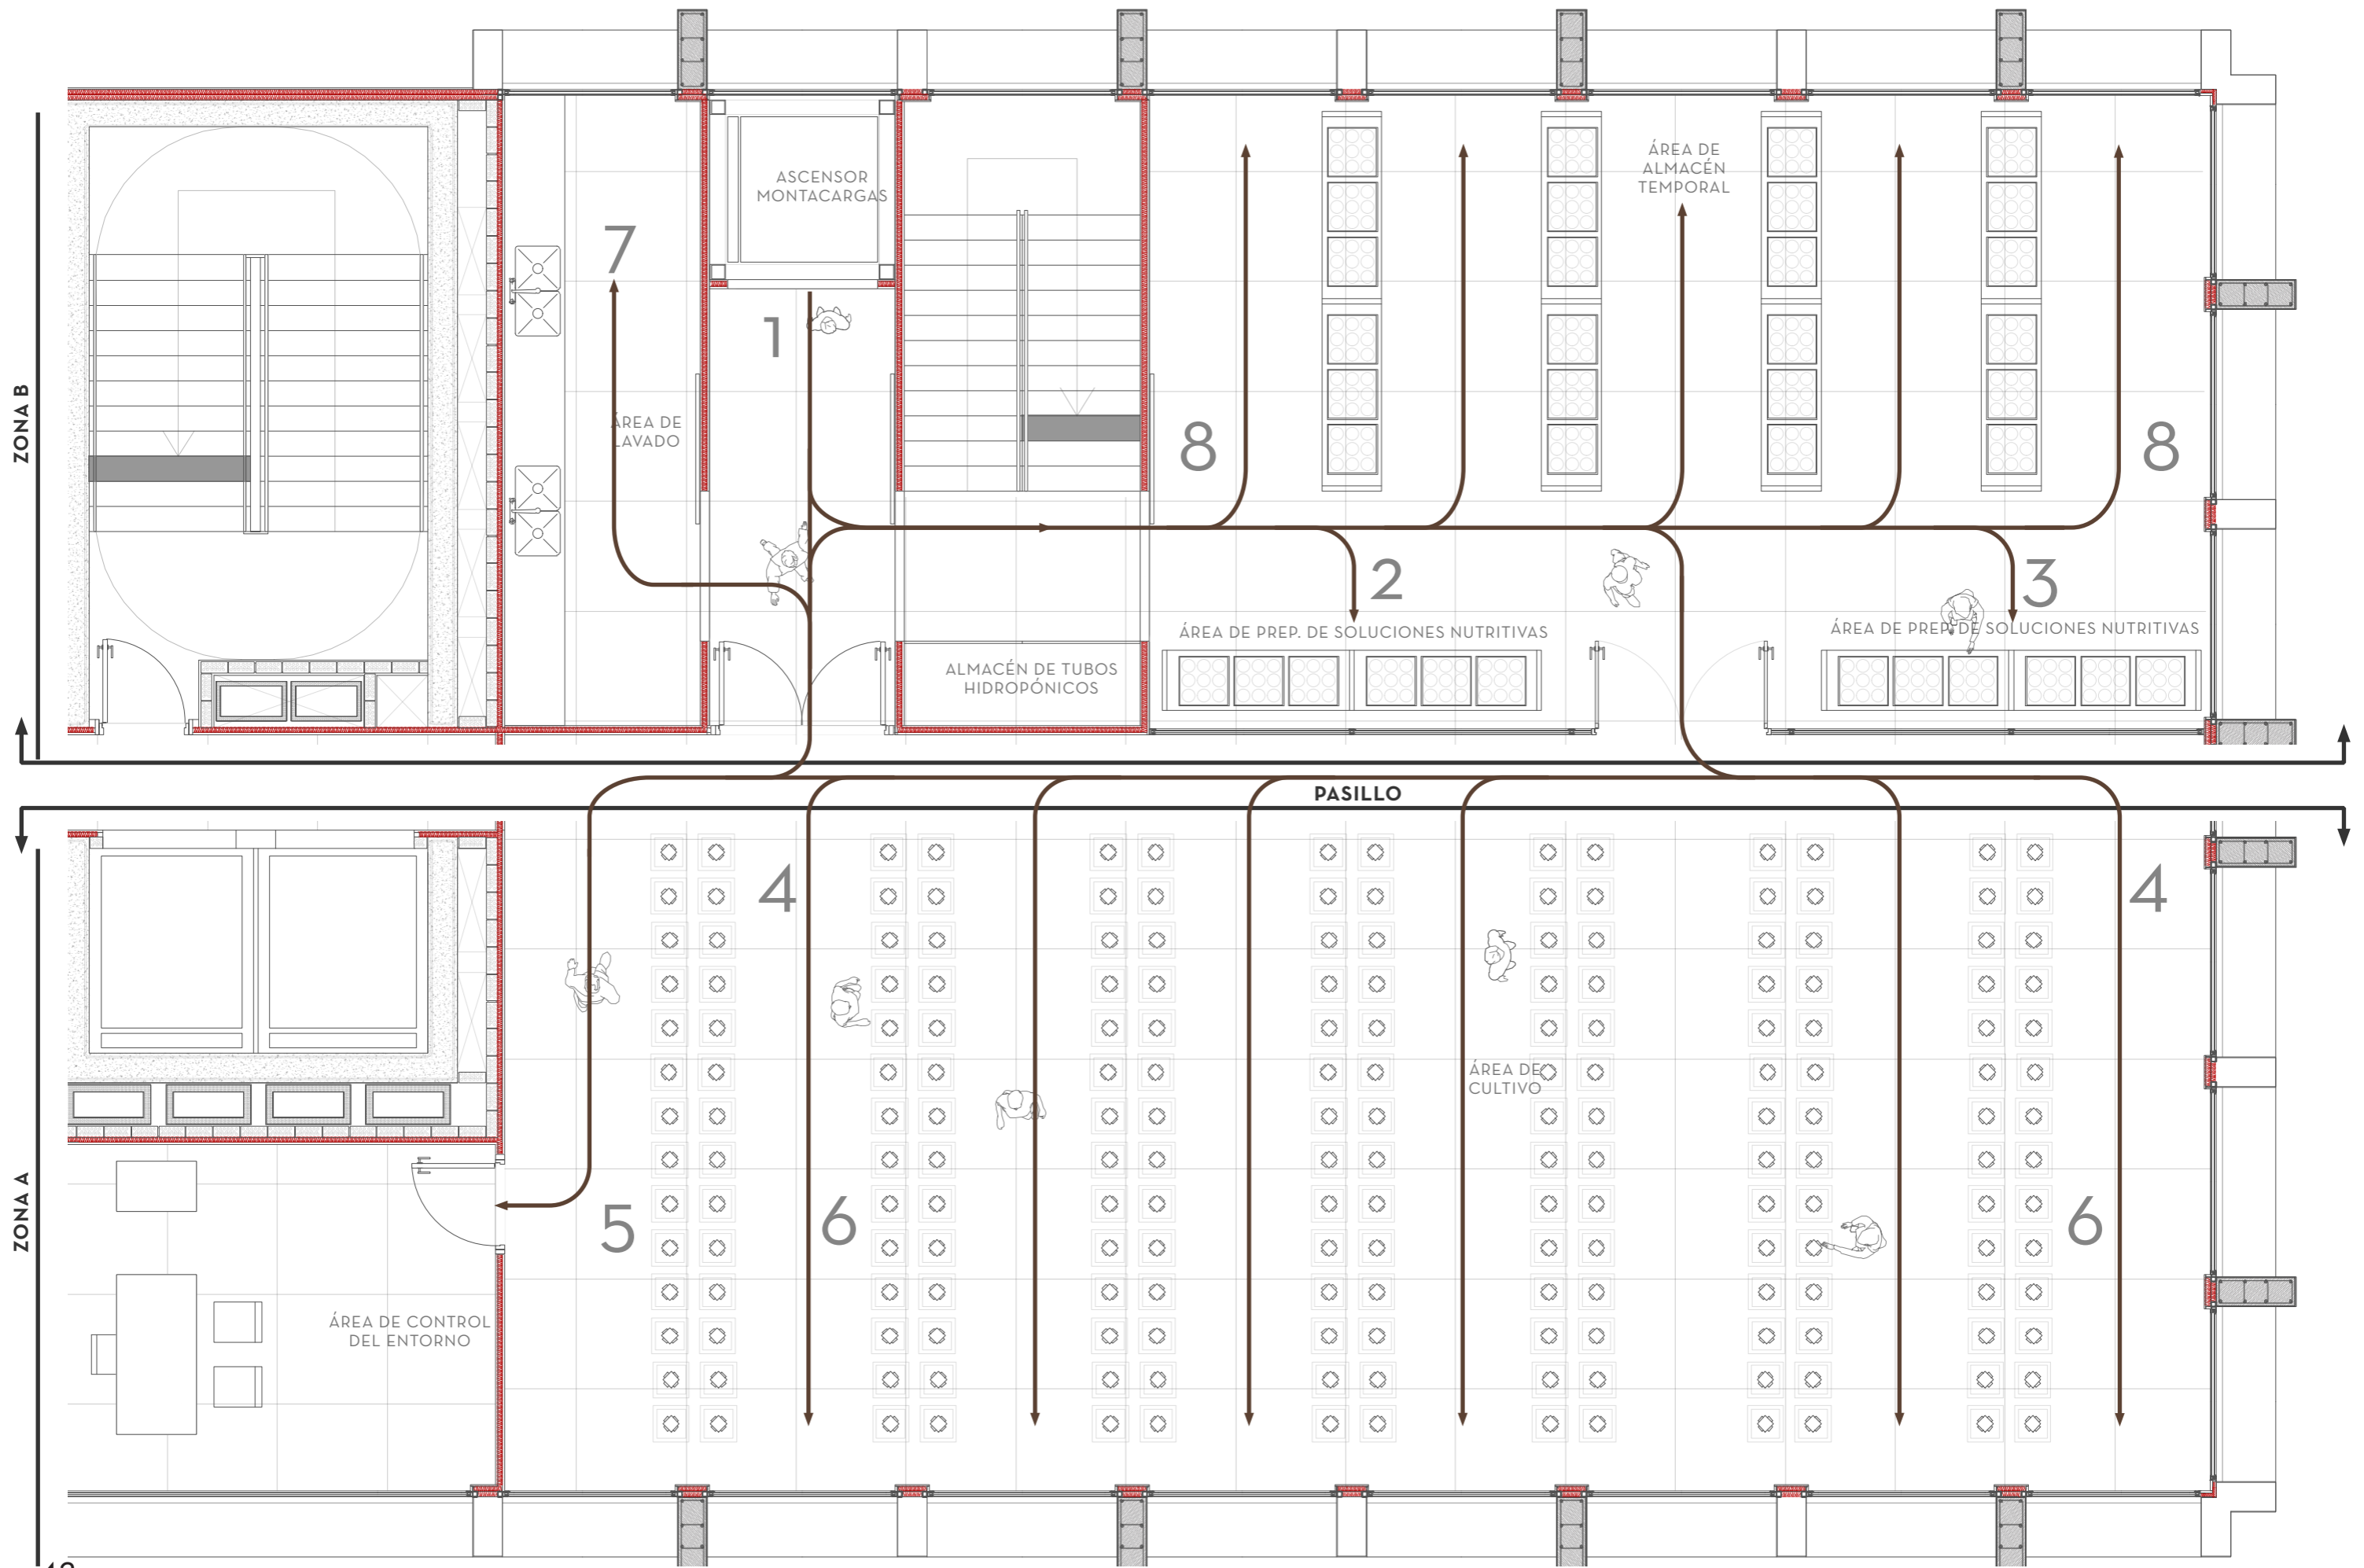 ASCENSOR
MONTACARGAS
ÁREA DE
ALMACÉN
TEMPORAL
7
1
ZONA B
ÁREA DE
LAVADO
8
8
2
3
ÁREA DE PREP. DE SOLUCIONES NUTRITIVAS
ÁREA DE PREP. DE SOLUCIONES NUTRITIVAS
ALMACÉN DE TUBOS
HIDROPÓNICOS
PASILLO
4
4
ÁREA DE
CULTIVO
ZONA A
5
6
6
ÁREA DE CONTROL
DEL ENTORNO